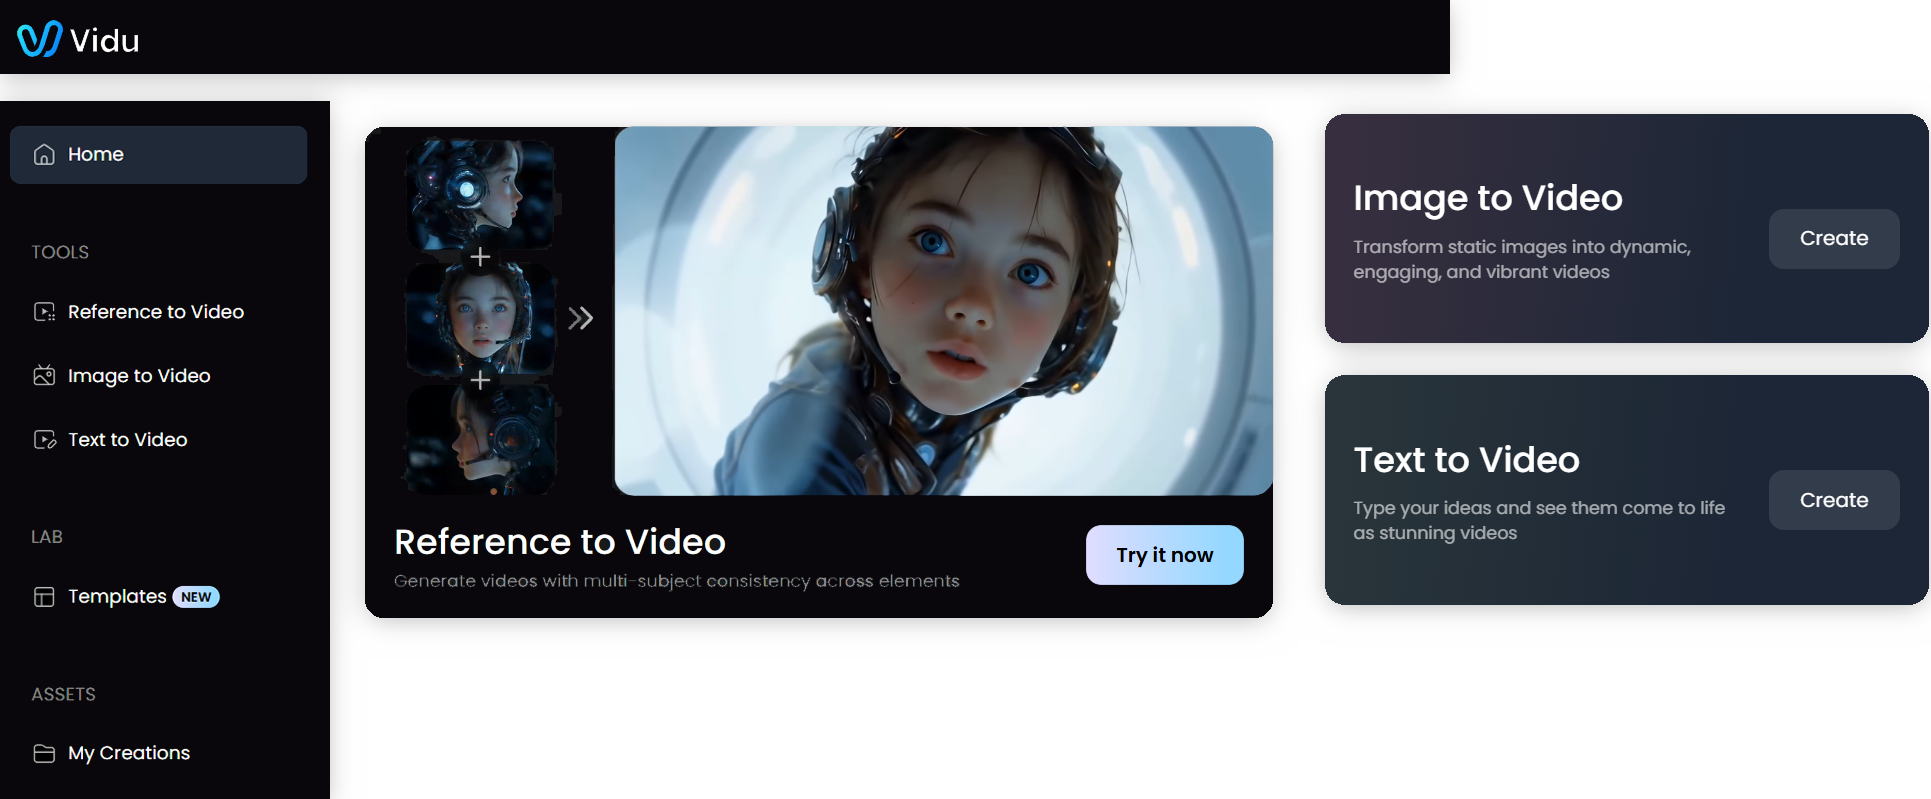 Vidu
Home
TOOLS
Reference to Video
Image to Video
Text to Video
LAB
Templates NEW
ASSETS
My Creations
Reference to Video
Generate videos with multi-subject consistency across elements
Try it now
Image to Video
Transform static images into dynamic,
engaging, and vibrant videos
Create
Text to Video
Type your ideas and see them come to life
as stunning videos
Create